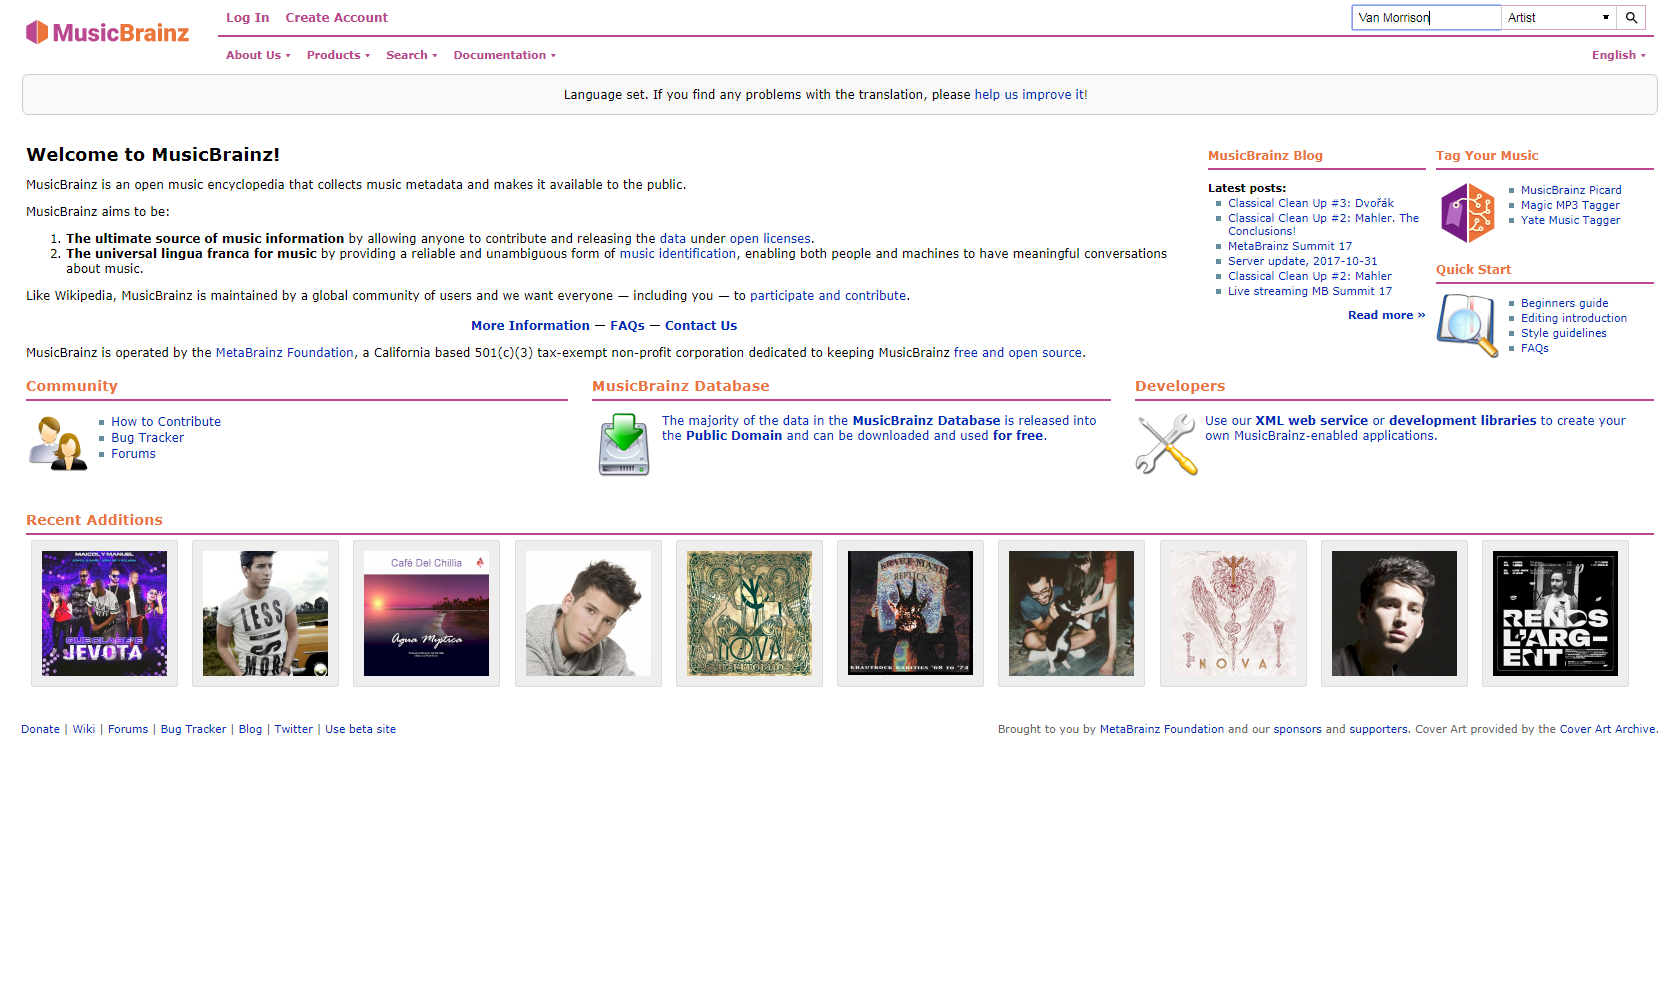 MusicBrainz
Log In Create Account
Van Morrison Artist
About Us Products Search Documentation English
Language set. If you find any problems with the translation, please help us improve it!
Welcome to MusicBrainz!
MusicBrainz is an open music encyclopedia that collects music metadata and makes it available to the public.
MusicBrainz aims to be:
1. The ultimate source of music information by allowing anyone to contribute and releasing the data under open licenses.
2. The universal lingua franca for music by providing a reliable and unambiguous form of music identification, enabling both people and machines to have meaningful conversations
about music.
Like Wikipedia, MusicBrainz is maintained by a global community of users and we want everyone — including you — to participate and contribute.
More Information — FAQs — Contact Us
MusicBrainz is operated by the MetaBrainz Foundation, a California based 501(c)(3) tax-exempt non-profit corporation dedicated to keeping MusicBrainz free and open source.
MusicBrainz Blog
Latest posts:
Classical Clean Up #3: Dvořák
Classical Clean Up #2: Mahler. The
Conclusions!
MetaBrainz Summit 17
Server update, 2017-10-31
Classical Clean Up #2: Mahler
Live streaming MB Summit 17
Read more »
Tag Your Music
MusicBrainz Picard
Magic MP3 Tagger
Yate Music Tagger
Quick Start
Beginners guide
Editing introduction
Style guidelines
FAQs
Community
How to Contribute
Bug Tracker
Forums
MusicBrainz Database
The majority of the data in the MusicBrainz Database is released into
the Public Domain and can be downloaded and used for free.
Developers
Use our XML web service or development libraries to create your
own MusicBrainz-enabled applications.
Recent Additions
MAICOL Y MANUEL
JEVOTA
LESS
IS
MORE
Café Del Chillia
Agua Mystica
NOVA
KRAUT MASK
REPLICA
KRAUTROCK RARITIES '68 to '74
NOVA
RENDS
L'ARG-
ENT
Donate | Wiki | Forums | Bug Tracker | Blog | Twitter | Use beta site
Brought to you by MetaBrainz Foundation and our sponsors and supporters. Cover Art provided by the Cover Art Archive.